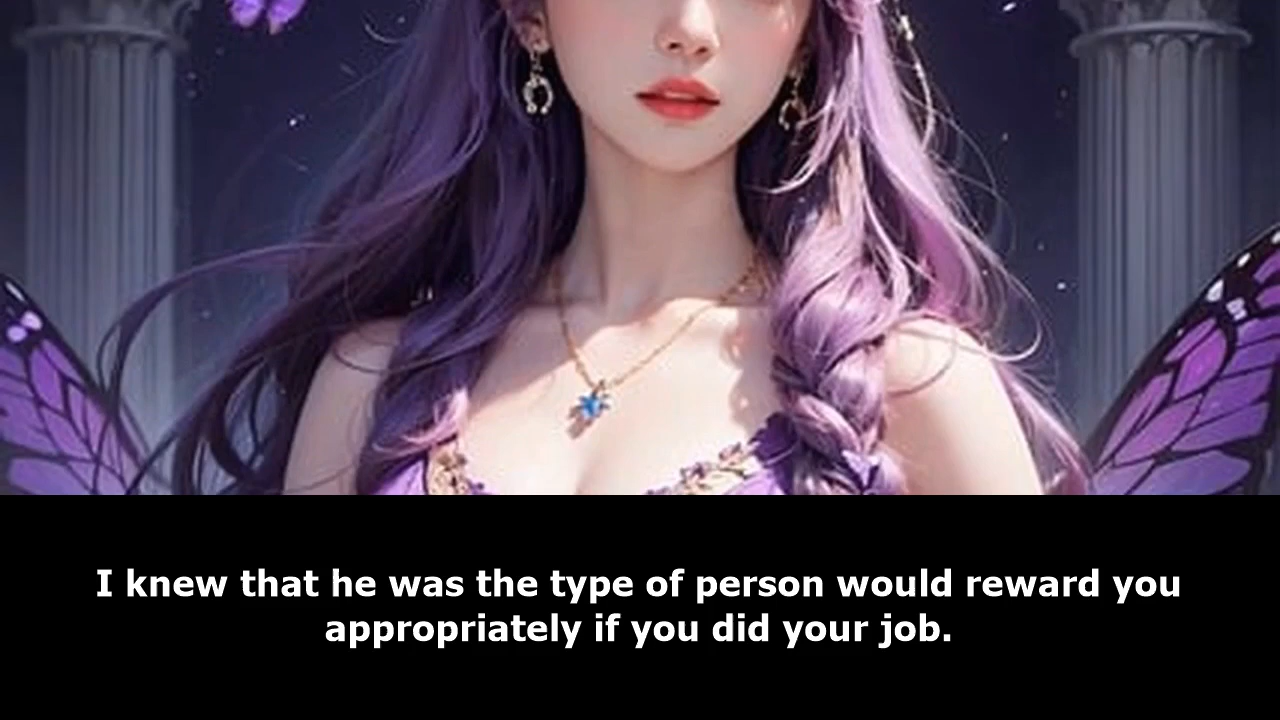 I knew that he was the type of person would reward you
appropriately if you did your job.